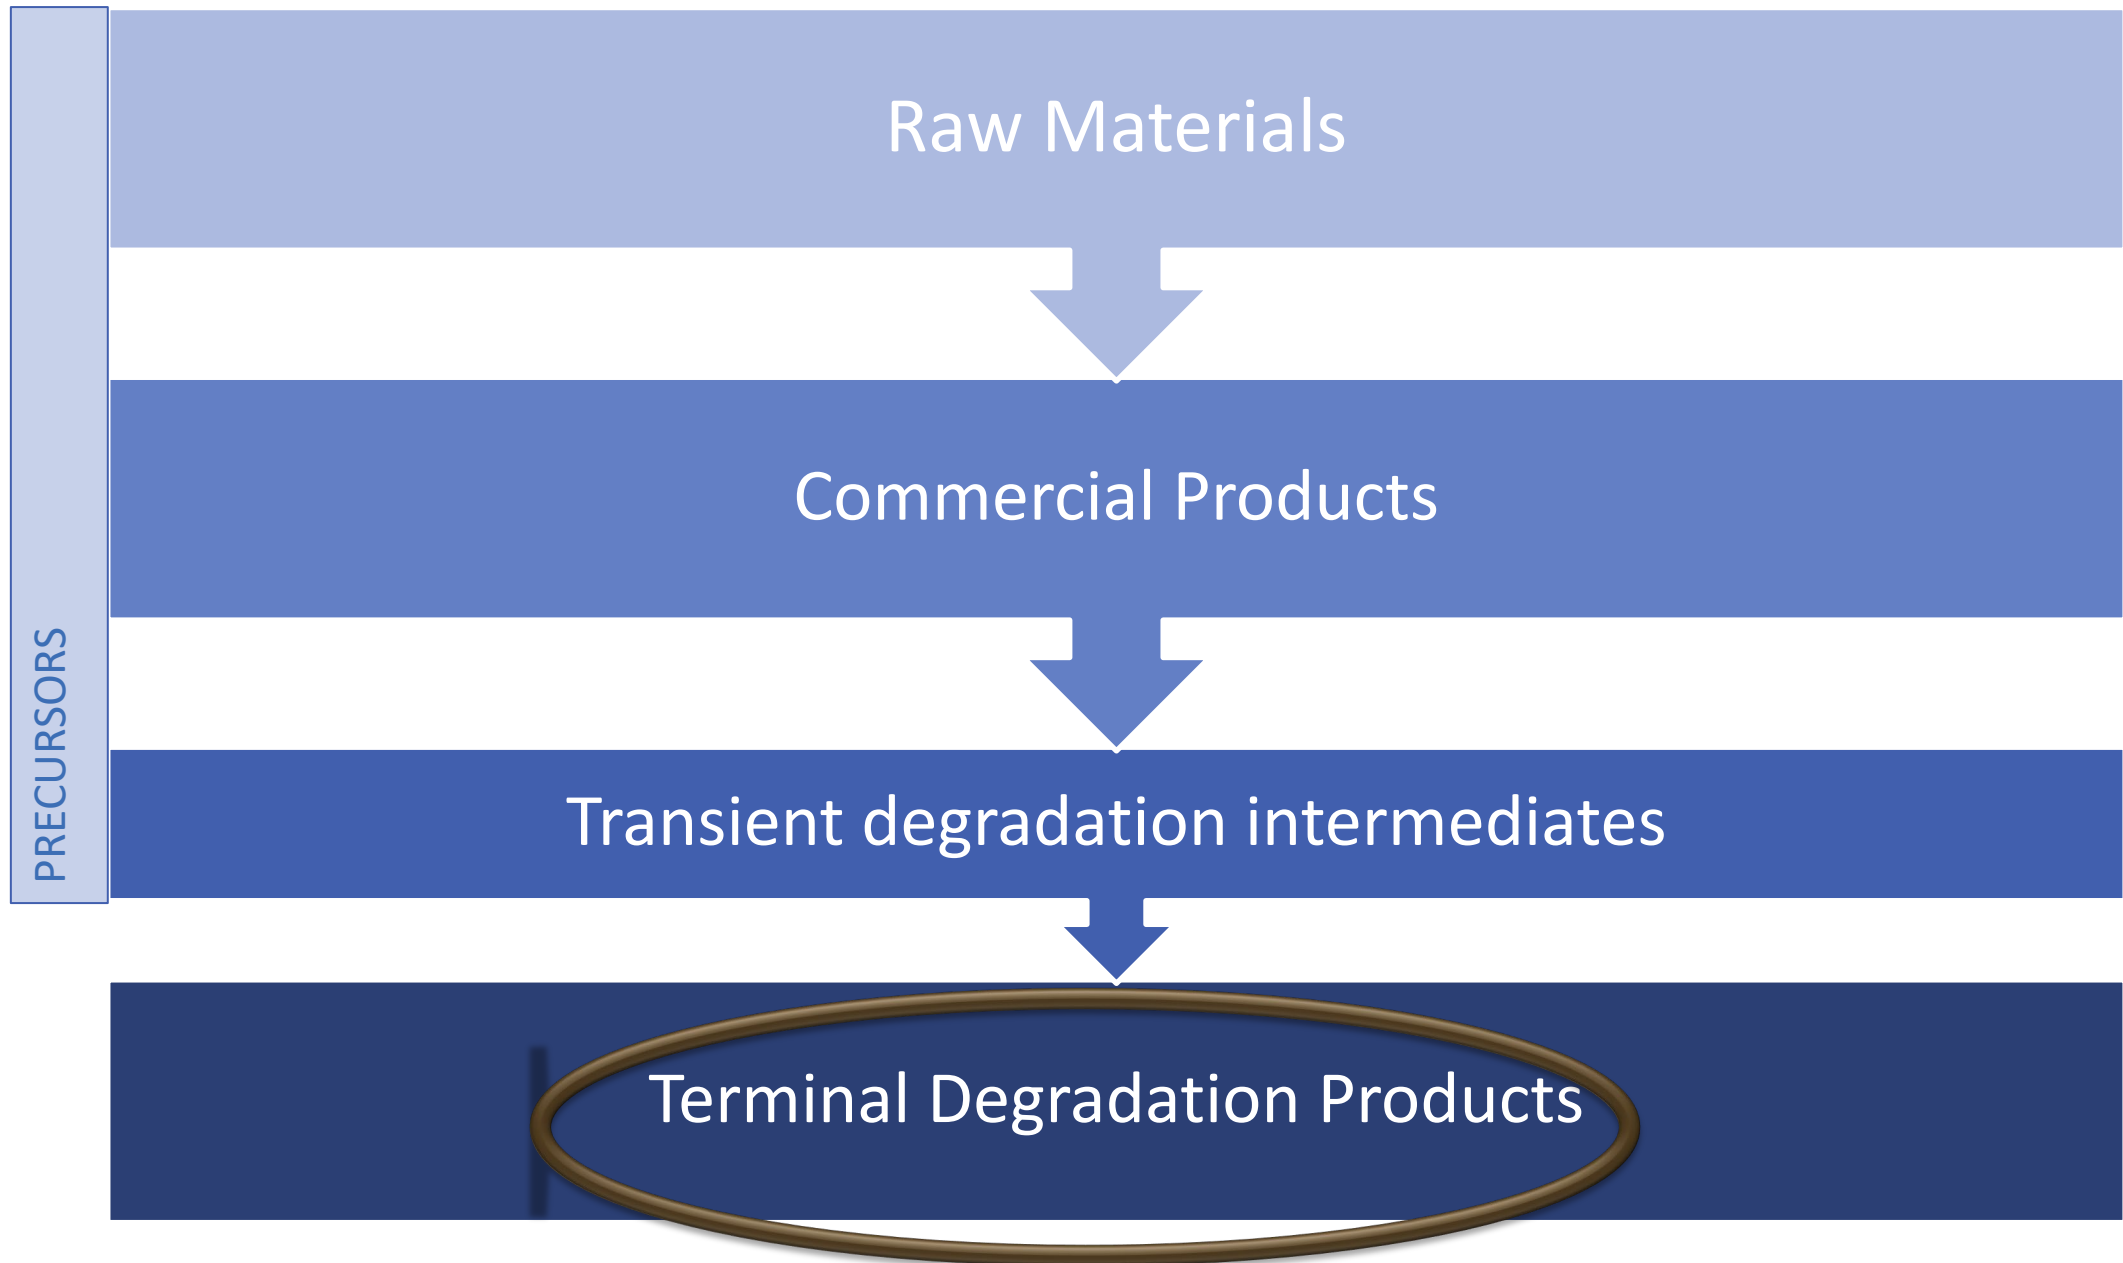 Raw Materials
Commercial Products
PRECURSORS
Transient degradation intermediates
Terminal Degradation Products